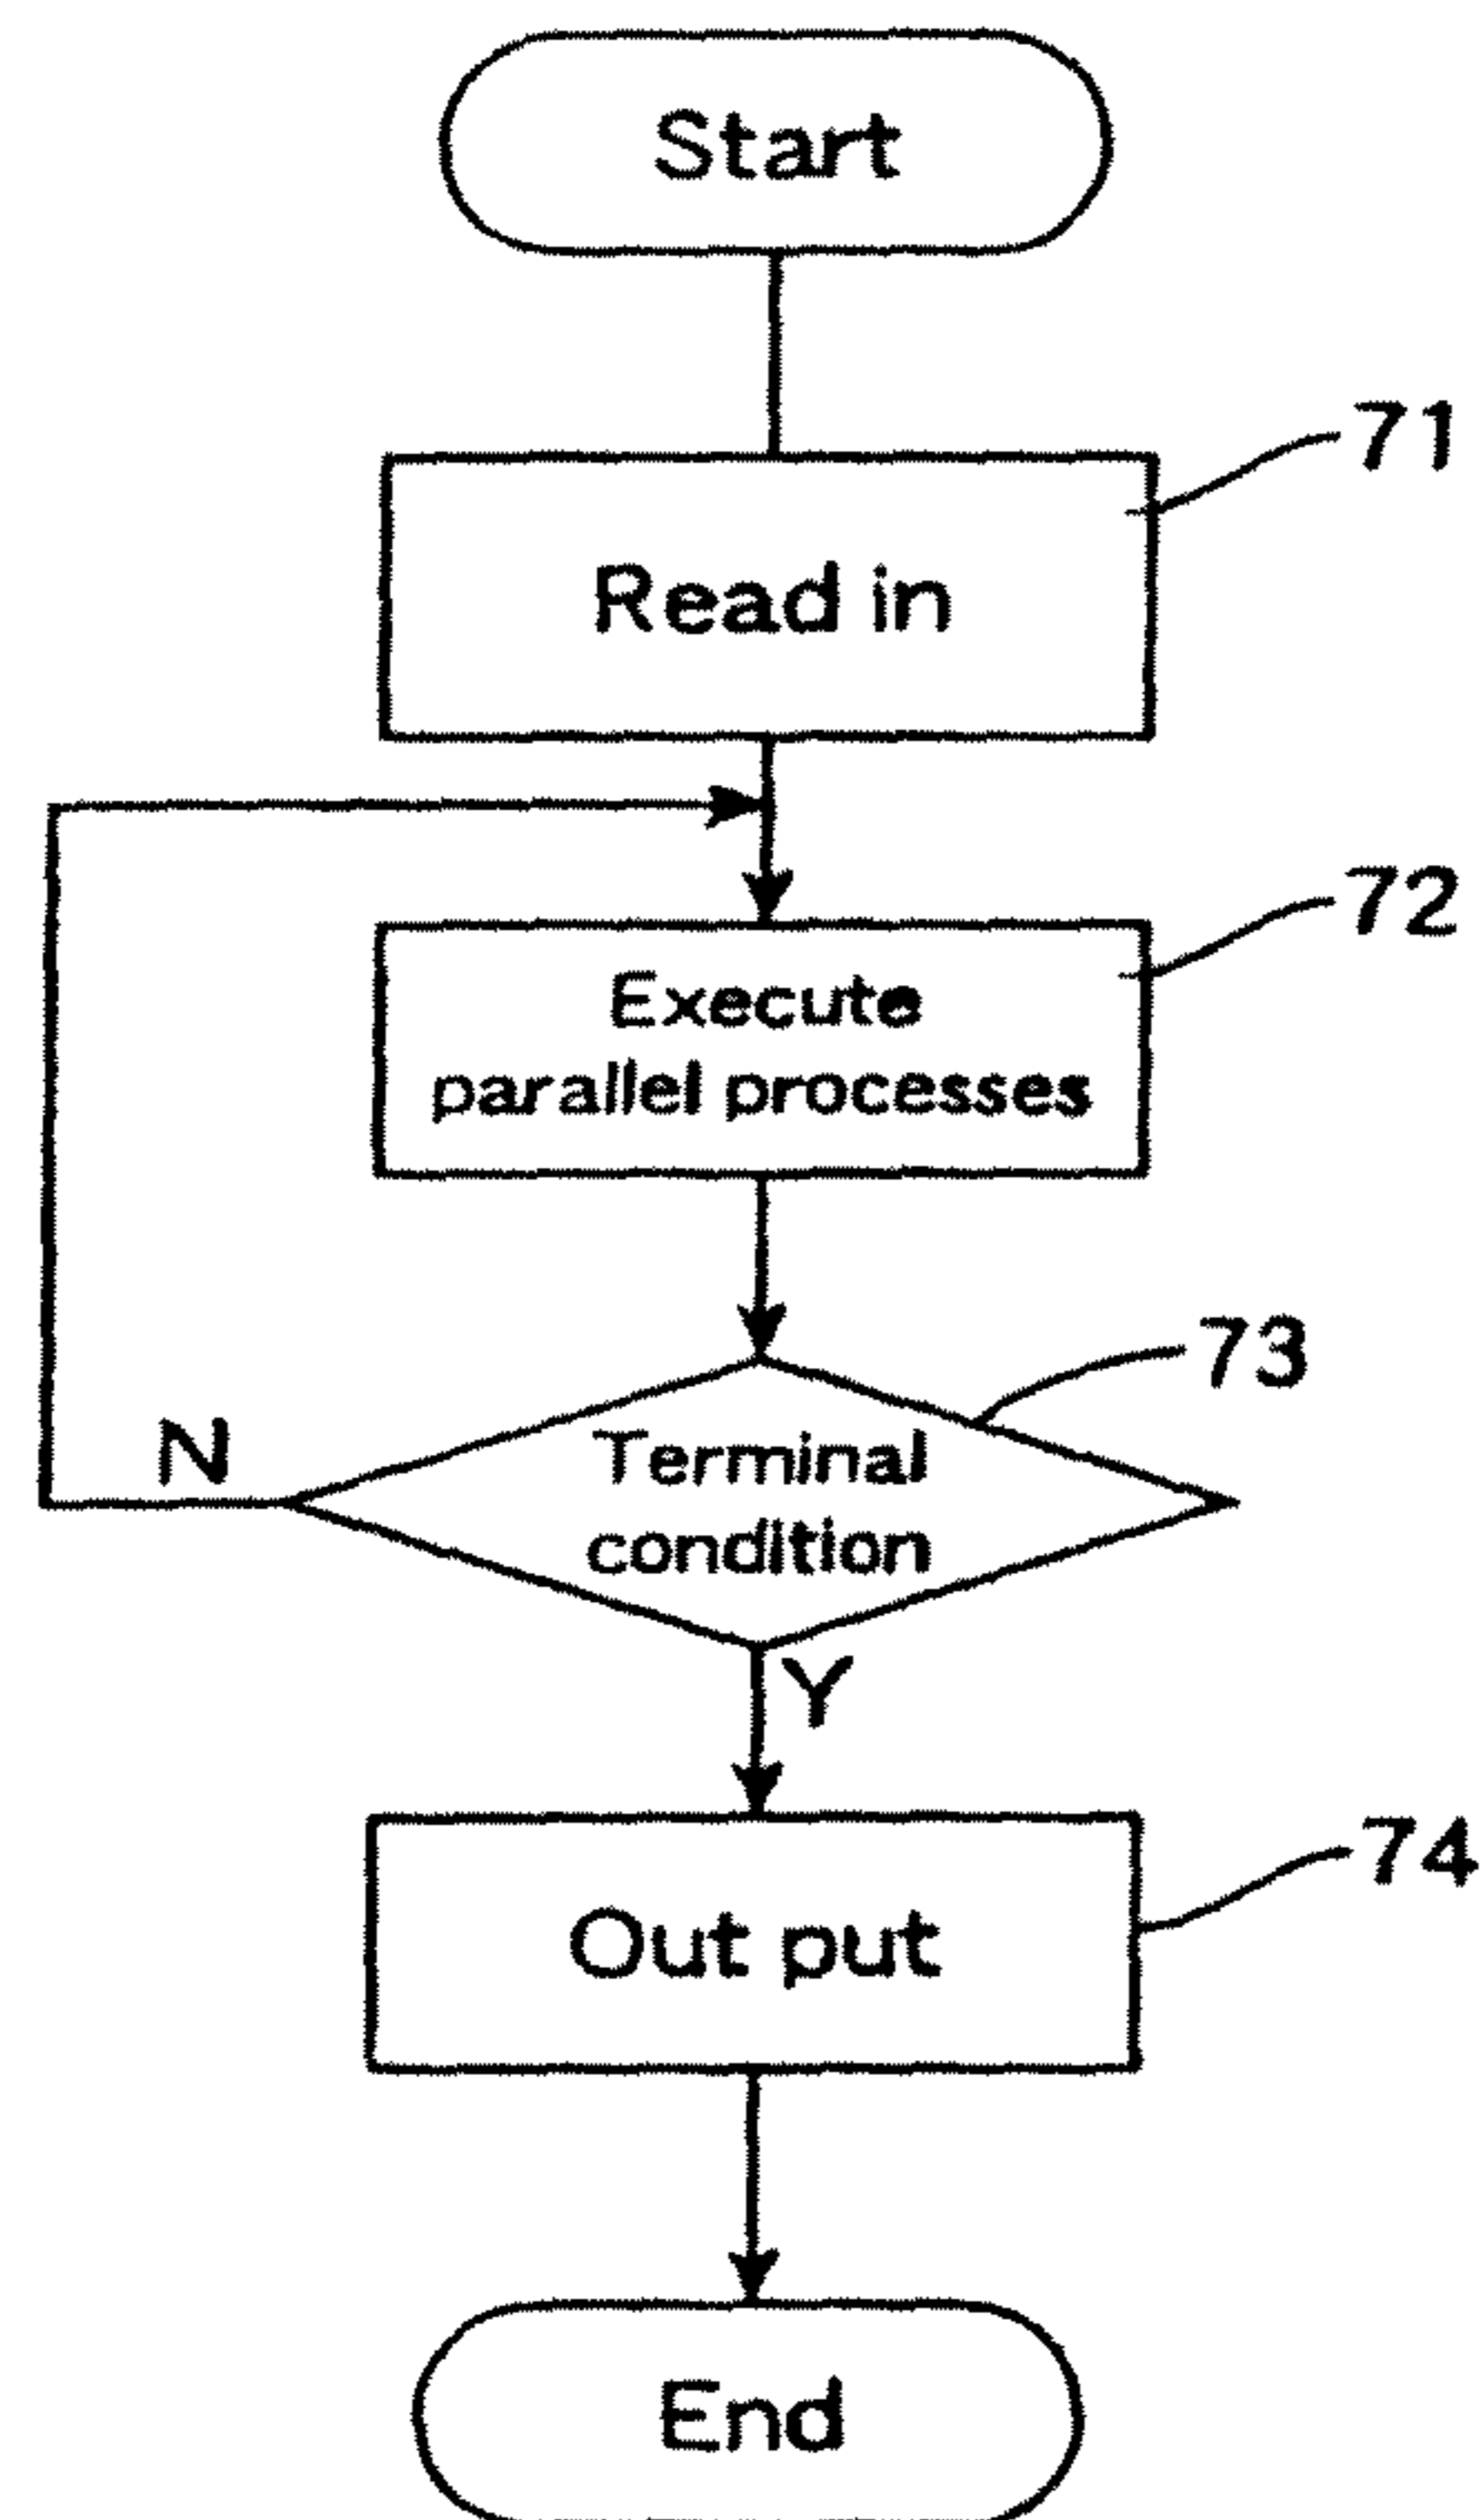 Start
71
Read in
72
Execute
parallel processes
73
N
Terminal
condition
Y
74
Out put
End